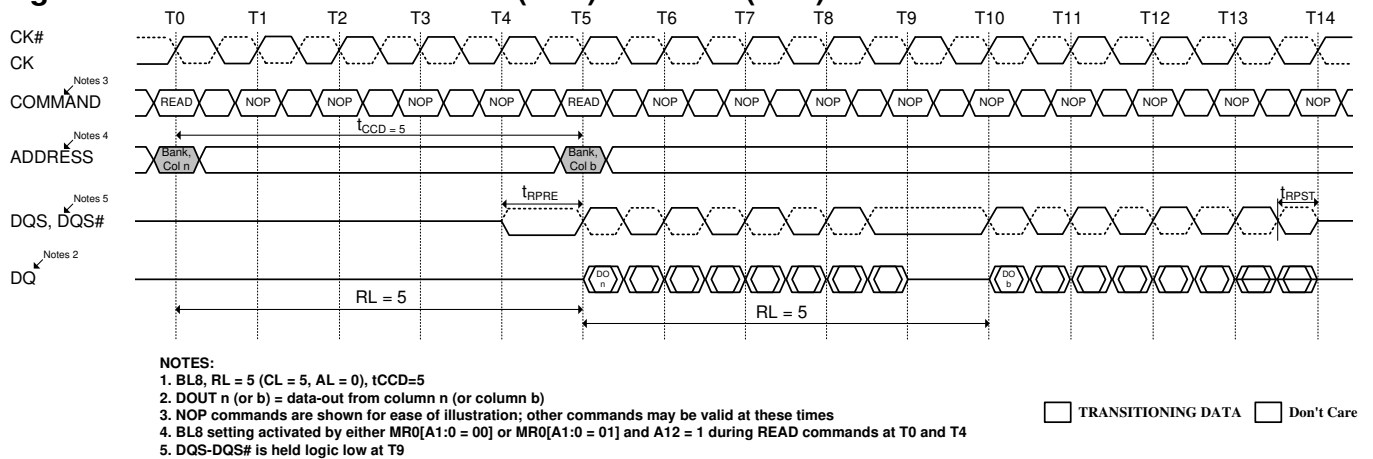 T0 T1 T2 T3 T4 T5 T6 T7 T8 T9 T10 T11 T12 T13 T14
CK#
CK
Notes 3
COMMAND READ NOP NOP NOP NOP READ NOP NOP NOP NOP NOP NOP NOP NOP NOP
tCCD = 5
Notes 4
ADDRESS
Bank, Col n
Bank, Col b
Notes 5
tRPRE
tRPST
DQS, DQS#
Notes 2
DQ
DO n
DO b
RL = 5
RL = 5
NOTES:
1. BL8, RL = 5 (CL = 5, AL = 0), tCCD=5
2. DOUT n (or b) = data-out from column n (or column b)
3. NOP commands are shown for ease of illustration; other commands may be valid at these times
4. BL8 setting activated by either MR0[A1:0 = 00] or MR0[A1:0 = 01] and A12 = 1 during READ commands at T0 and T4
5. DQS-DQS# is held logic low at T9
TRANSITIONING DATA
Don't Care